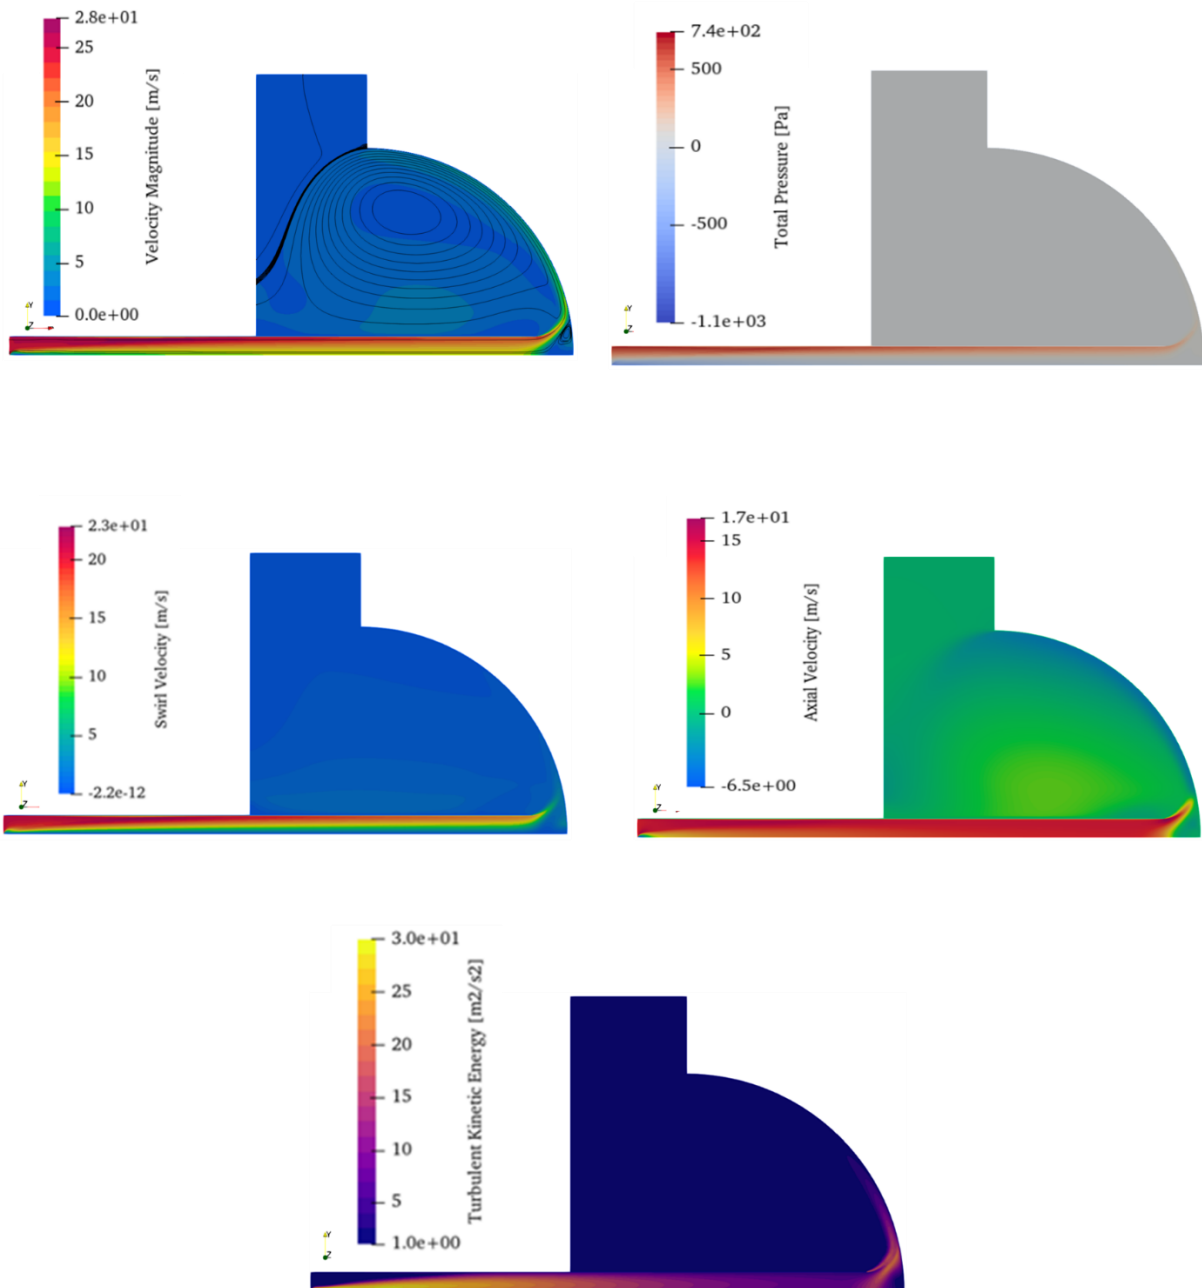 2.8e+01
25
20
15
10
5
0.0e+00
Velocity Magnitude [m/s]
Y
Z
7.4e+02
500
0
-500
-1.1e+03
Total Pressure [Pa]
Y
Z
2.3e+01
20
15
10
5
-2.2e-12
Swirl Velocity [m/s]
Y
Z
1.7e+01
15
10
5
0
-6.5e+00
Axial Velocity [m/s]
Y
Z
3.0e+01
25
20
15
10
5
1.0e+00
Turbulent Kinetic Energy [m2/s2]
Y
Z